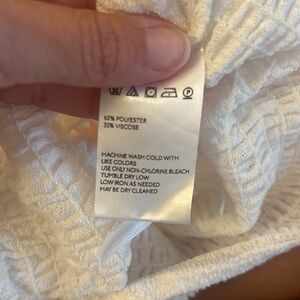 65% POLYESTER
35% VISCOSE
MACHINE WASH COLD WITH
LIKE COLORS
USE ONLY NON-CHLORINE BLEACH
TUMBLE DRY LOW
LOW IRON AS NEEDED
MAY BE DRY CLEANED